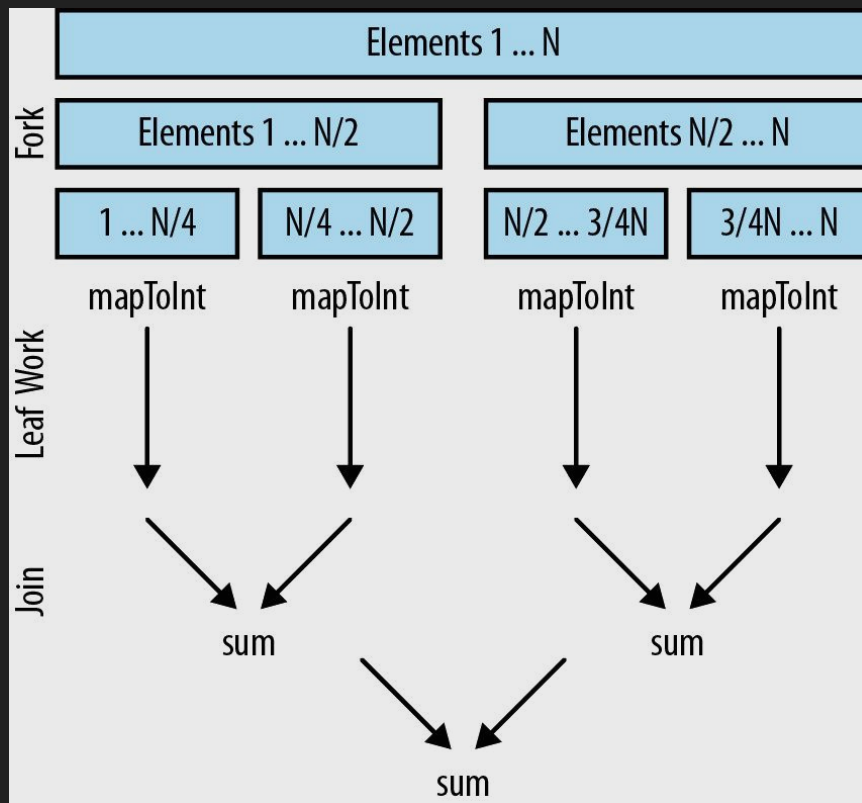 Elements 1 ... N
Fork
Elements 1 ... N/2
Elements N/2 ... N
1 ... N/4
N/4 ... N/2
N/2 ... 3/4N
3/4N ... N
mapToInt
mapToInt
mapToInt
mapToInt
Leaf Work
Join
sum
sum
sum